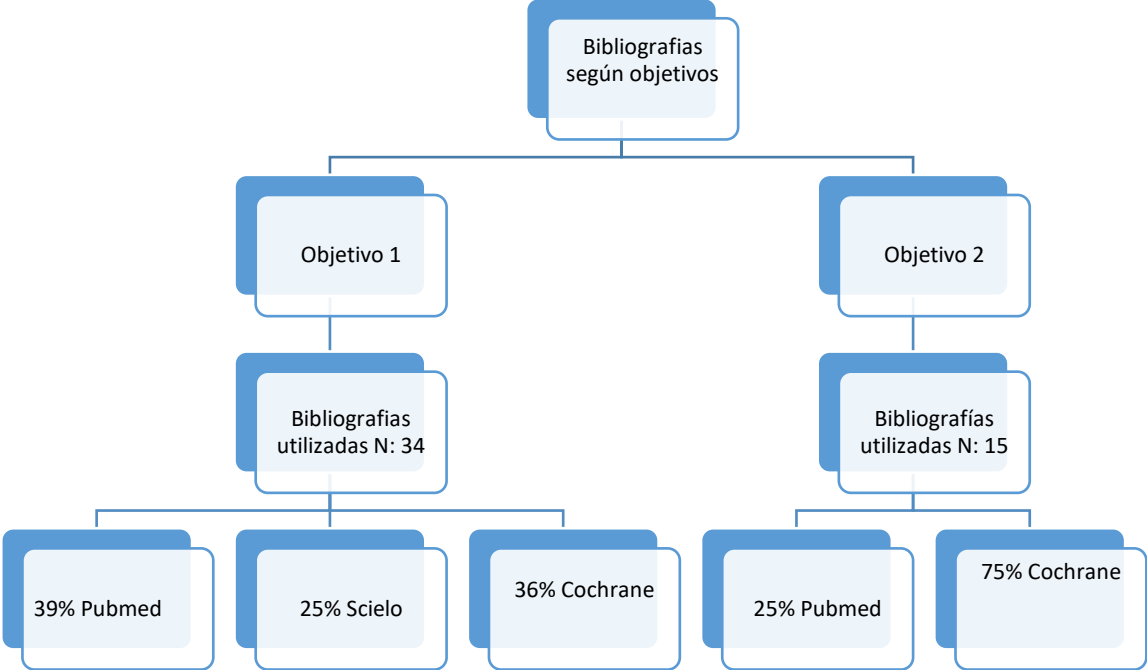 Bibliografias
según objetivos
Objetivo 1
Objetivo 2
Bibliografias
utilizadas N: 34
Bibliografías
utilizadas N: 15
39% Pubmed
25% Scielo
36% Cochrane
25% Pubmed
75% Cochrane